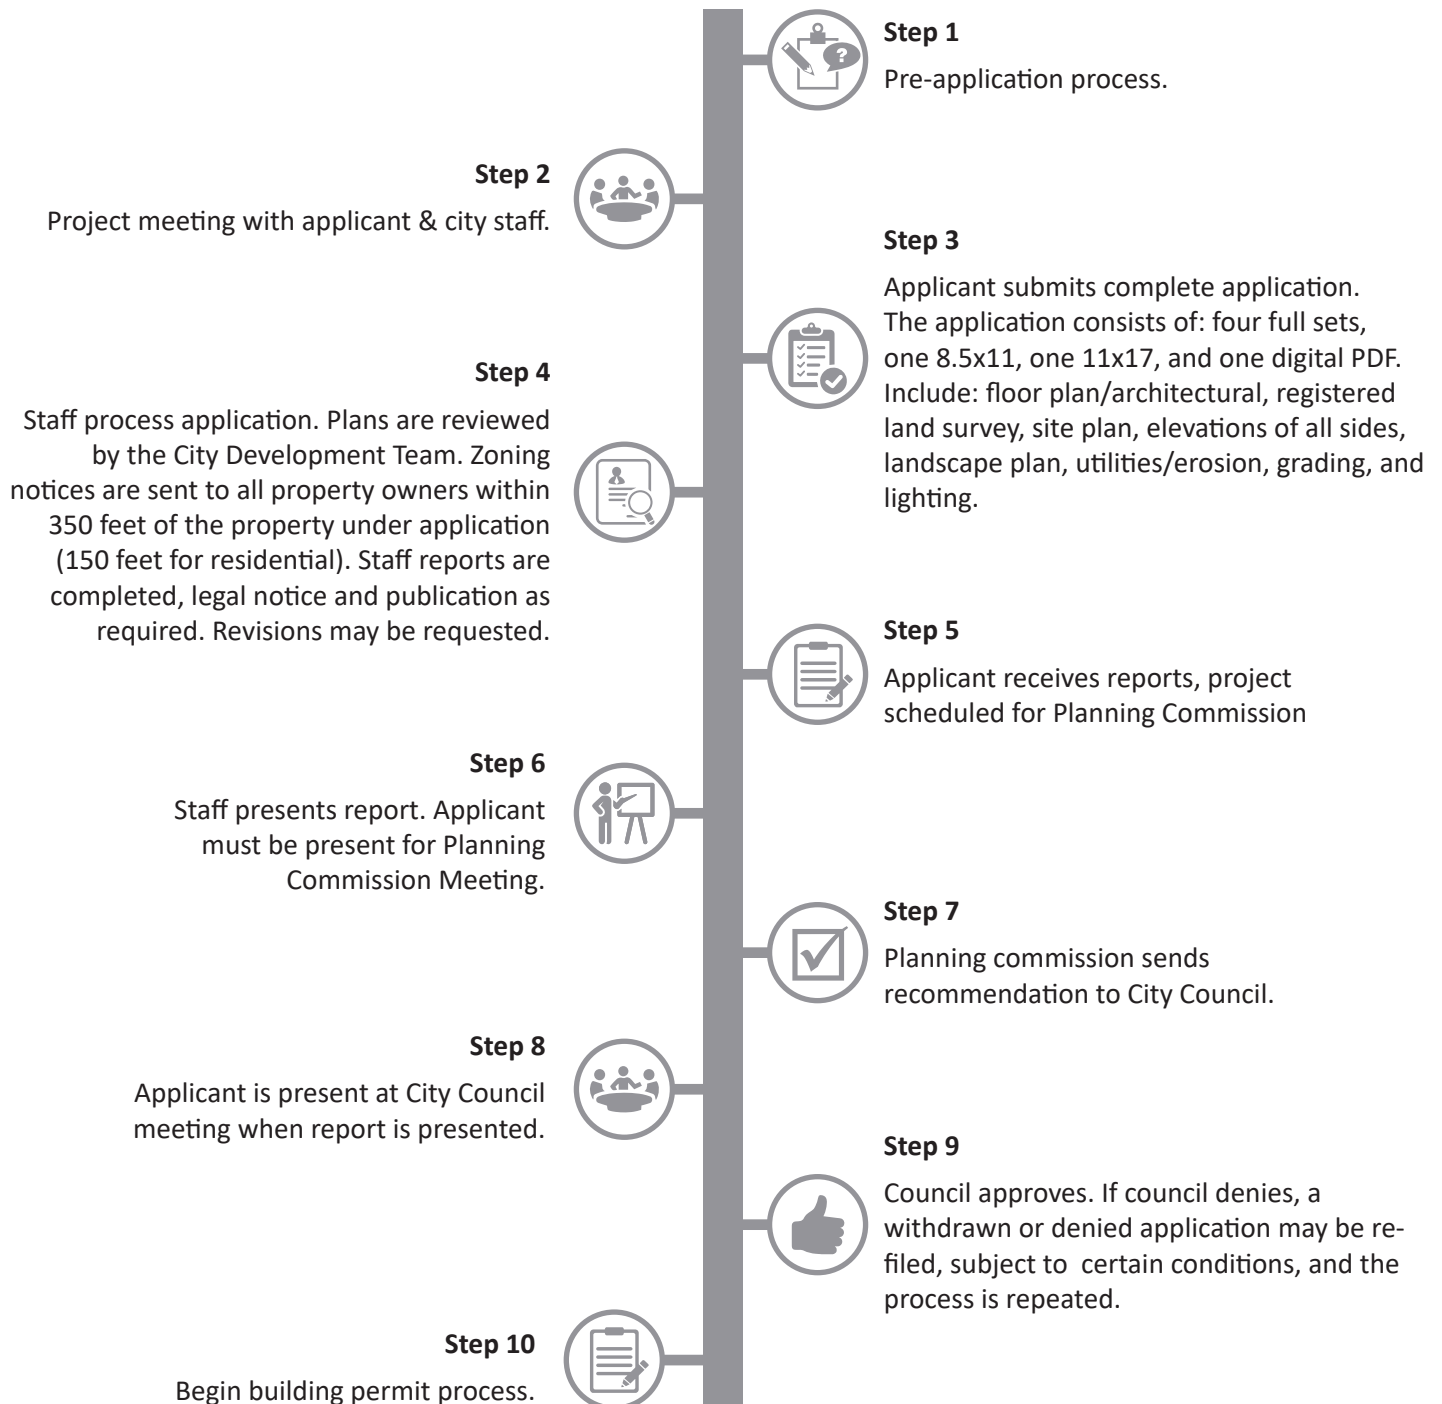 Step 1
Pre-application process.
Step 2
Project meeting with applicant & city staff.
Step 3
Applicant submits complete application.
The application consists of: four full sets,
one 8.5x11, one 11x17, and one digital PDF.
Include: floor plan/architectural, registered
land survey, site plan, elevations of all sides,
landscape plan, utilities/erosion, grading, and
lighting.
Step 4
Staff process application. Plans are reviewed
by the City Development Team. Zoning
notices are sent to all property owners within
350 feet of the property under application
(150 feet for residential). Staff reports are
completed, legal notice and publication as
required. Revisions may be requested.
Step 5
Applicant receives reports, project
scheduled for Planning Commission
Step 6
Staff presents report. Applicant
must be present for Planning
Commission Meeting.
Step 7
Planning commission sends
recommendation to City Council.
Step 8
Applicant is present at City Council
meeting when report is presented.
Step 9
Council approves. If council denies, a
withdrawn or denied application may be re-
filed, subject to  certain conditions, and the
process is repeated.
Step 10
Begin building permit process.